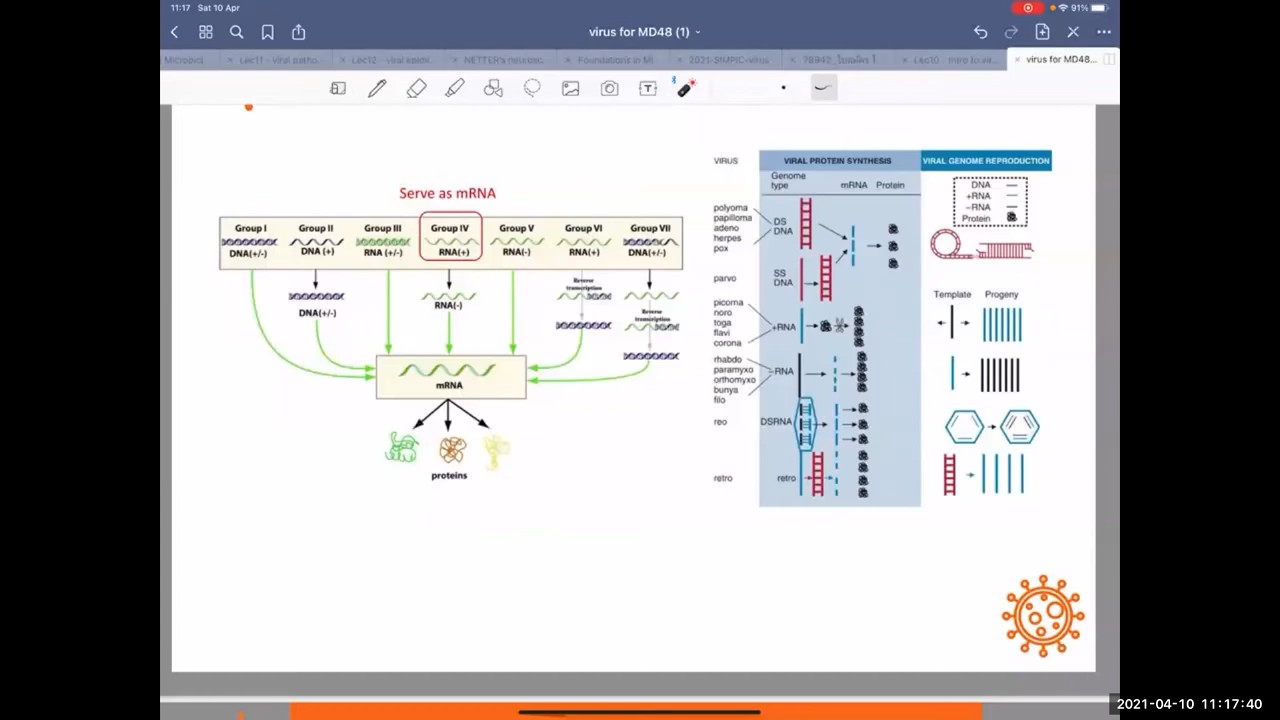 11:17 Sat 10 Apr
91%
virus for MD48 (1)
Microbi
Lec11 - viral patho...
Lec12 - viral epide...
NETTER's neurosc...
Foundations in Mi
2021-SIMPIC-virus
Lec10 - intro to
virus for MD48...
Serve as mRNA
Group I
Group II
Group III
Group IV
Group V
Group VI
Group VII
DNA(+/-)
DNA (+)
RNA (+/-)
RNA(+)
RNA(-)
RNA(+)
DNA(+/-)
Reverse
transcription
DNA(+/-)
RNA(-)
Reverse
transcription
mRNA
proteins
VIRUS
VIRAL PROTEIN SYNTHESIS
VIRAL GENOME REPRODUCTION
Genome
type
mRNA
Protein
DNA
+RNA
-RNA
Protein
polyoma
papilloma
adeno
herpes
pox
DS
DNA
parvo
SS
DNA
Template
Progeny
picorna
noro
toga
flavi
corona
+RNA
rhabdo
paramyxo
orthomyxo
bunya
filo
-RNA
reo
DSRNA
retro
retro
2021-04-10 11:17:40